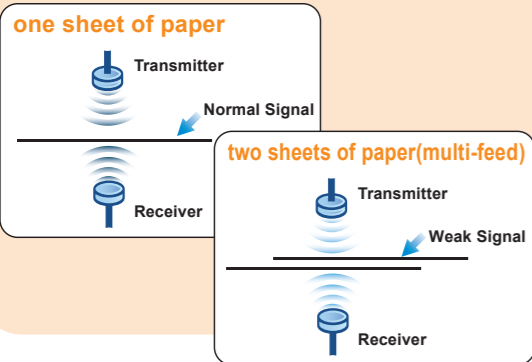 one sheet of paper
Transmitter
Normal Signal
Receiver
two sheets of paper(multi-feed)
Transmitter
Weak Signal
Receiver